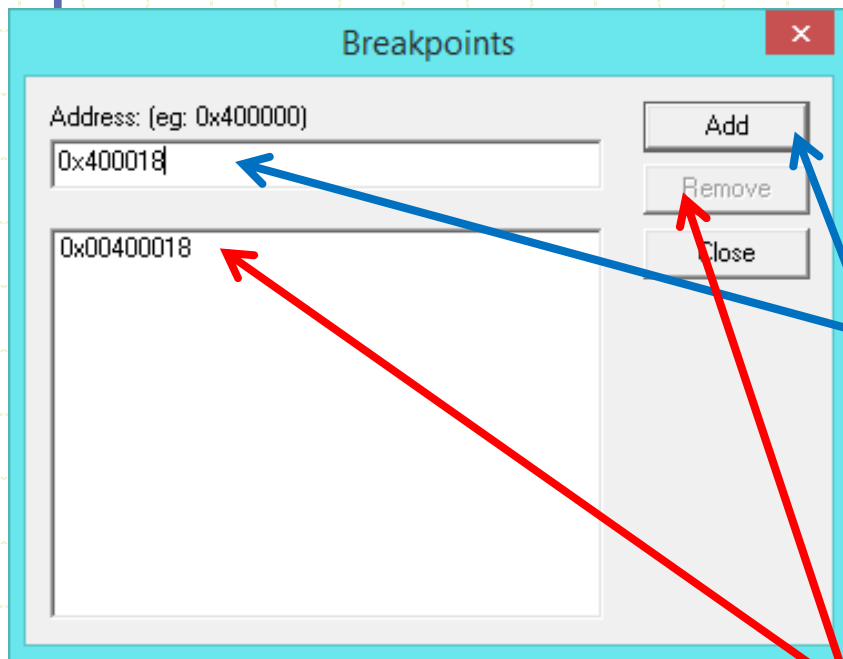 Breakpoints
Address: (eg: 0x400000)
0x400018
Add
Remove
Close
0x00400018